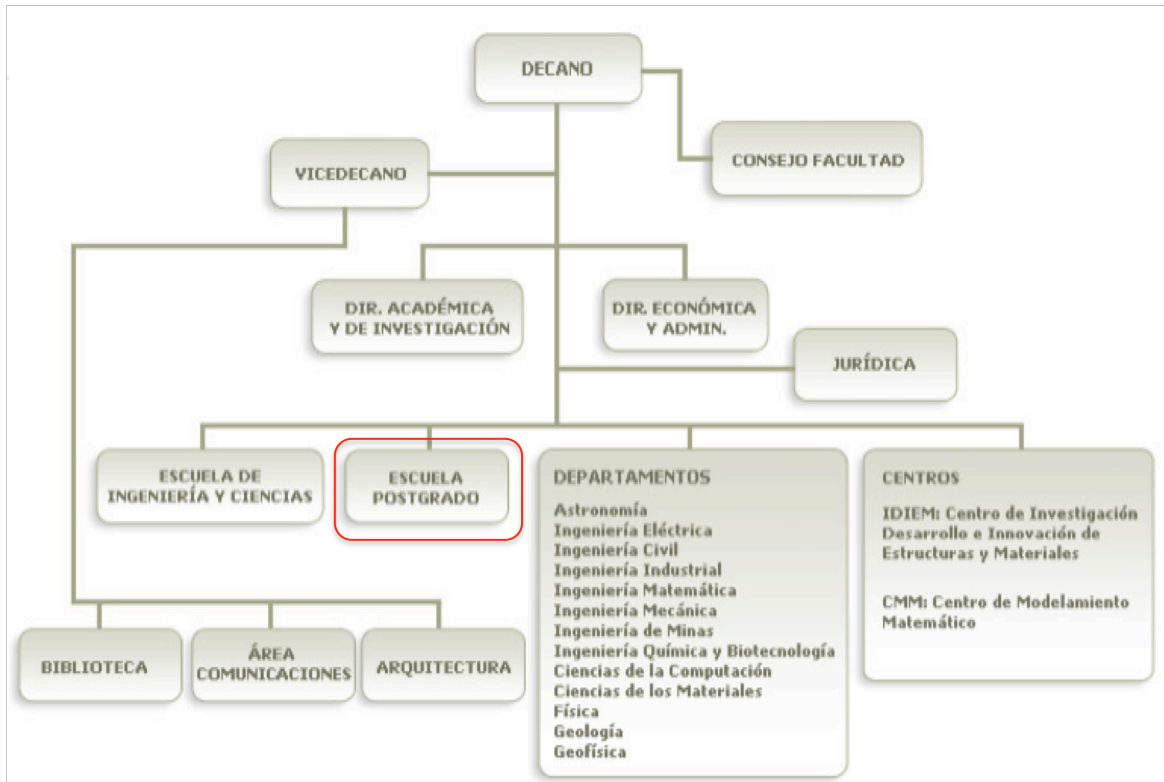 DECANO
CONSEJO FACULTAD
VICEDECANO
DIR. ACADÉMICA
Y DE INVESTIGACIÓN
DIR. ECONÓMICA
Y ADMIN.
JURÍDICA
ESCUELA DE
INGENIERÍA Y CIENCIAS
ESCUELA
POSTGRADO
DEPARTAMENTOS
Astronomía
Ingeniería Eléctrica
Ingeniería Civil
Ingeniería Industrial
Ingeniería Matemática
Ingeniería Mecánica
Ingeniería de Minas
Ingeniería Química y Biotecnología
Ciencias de la Computación
Ciencias de los Materiales
Física
Geología
Geofísica
CENTROS
IDIEM: Centro de Investigación
Desarrollo e Innovación de
Estructuras y Materiales
CMM: Centro de Modelamiento
Matemático
BIBLIOTECA
ÁREA
COMUNICACIONES
ARQUITECTURA